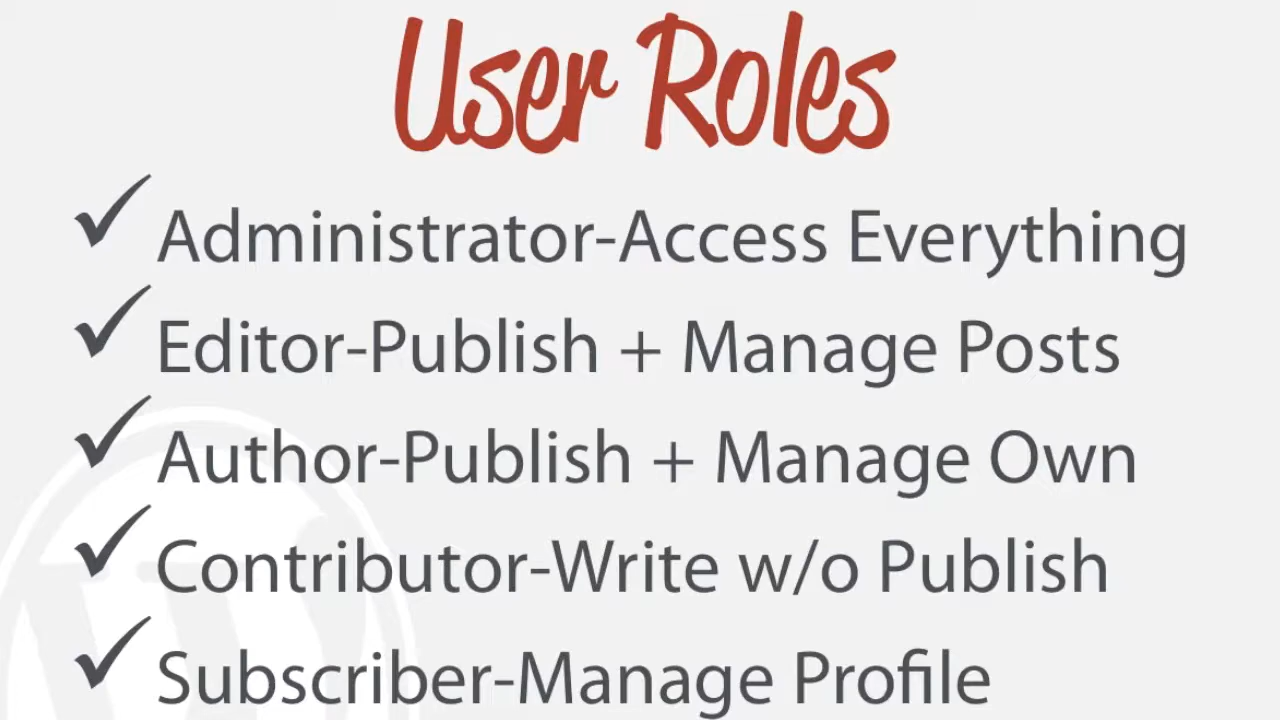 User Roles
Administrator-Access Everything
Editor-Publish + Manage Posts
Author-Publish + Manage Own
Contributor-Write w/o Publish
Subscriber-Manage Profile